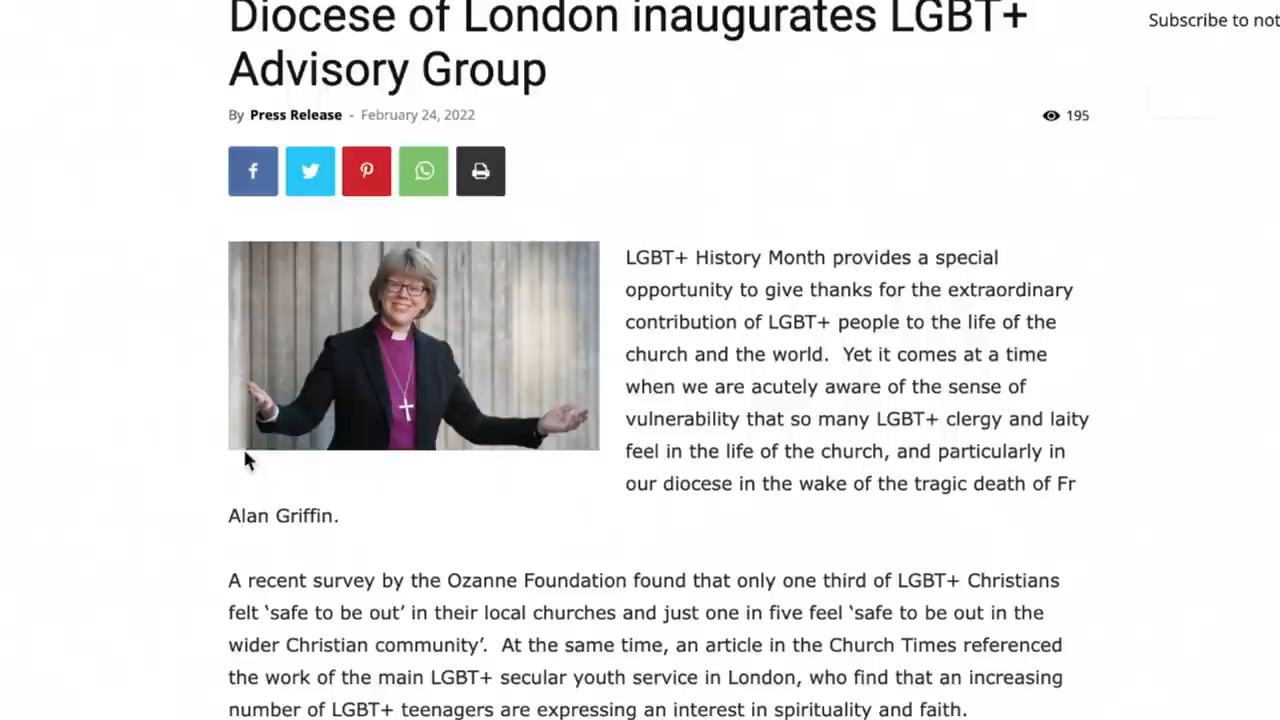 Diocese of London inaugurates LGBT+
Advisory Group
Subscribe to not
By Press Release - February 24, 2022
195
LGBT+ History Month provides a special
opportunity to give thanks for the extraordinary
contribution of LGBT+ people to the life of the
church and the world.  Yet it comes at a time
when we are acutely aware of the sense of
vulnerability that so many LGBT+ clergy and laity
feel in the life of the church, and particularly in
our diocese in the wake of the tragic death of Fr
Alan Griffin.
A recent survey by the Ozanne Foundation found that only one third of LGBT+ Christians
felt ‘safe to be out’ in their local churches and just one in five feel ‘safe to be out in the
wider Christian community’.  At the same time, an article in the Church Times referenced
the work of the main LGBT+ secular youth service in London, who find that an increasing
number of LGBT+ teenagers are expressing an interest in spirituality and faith.